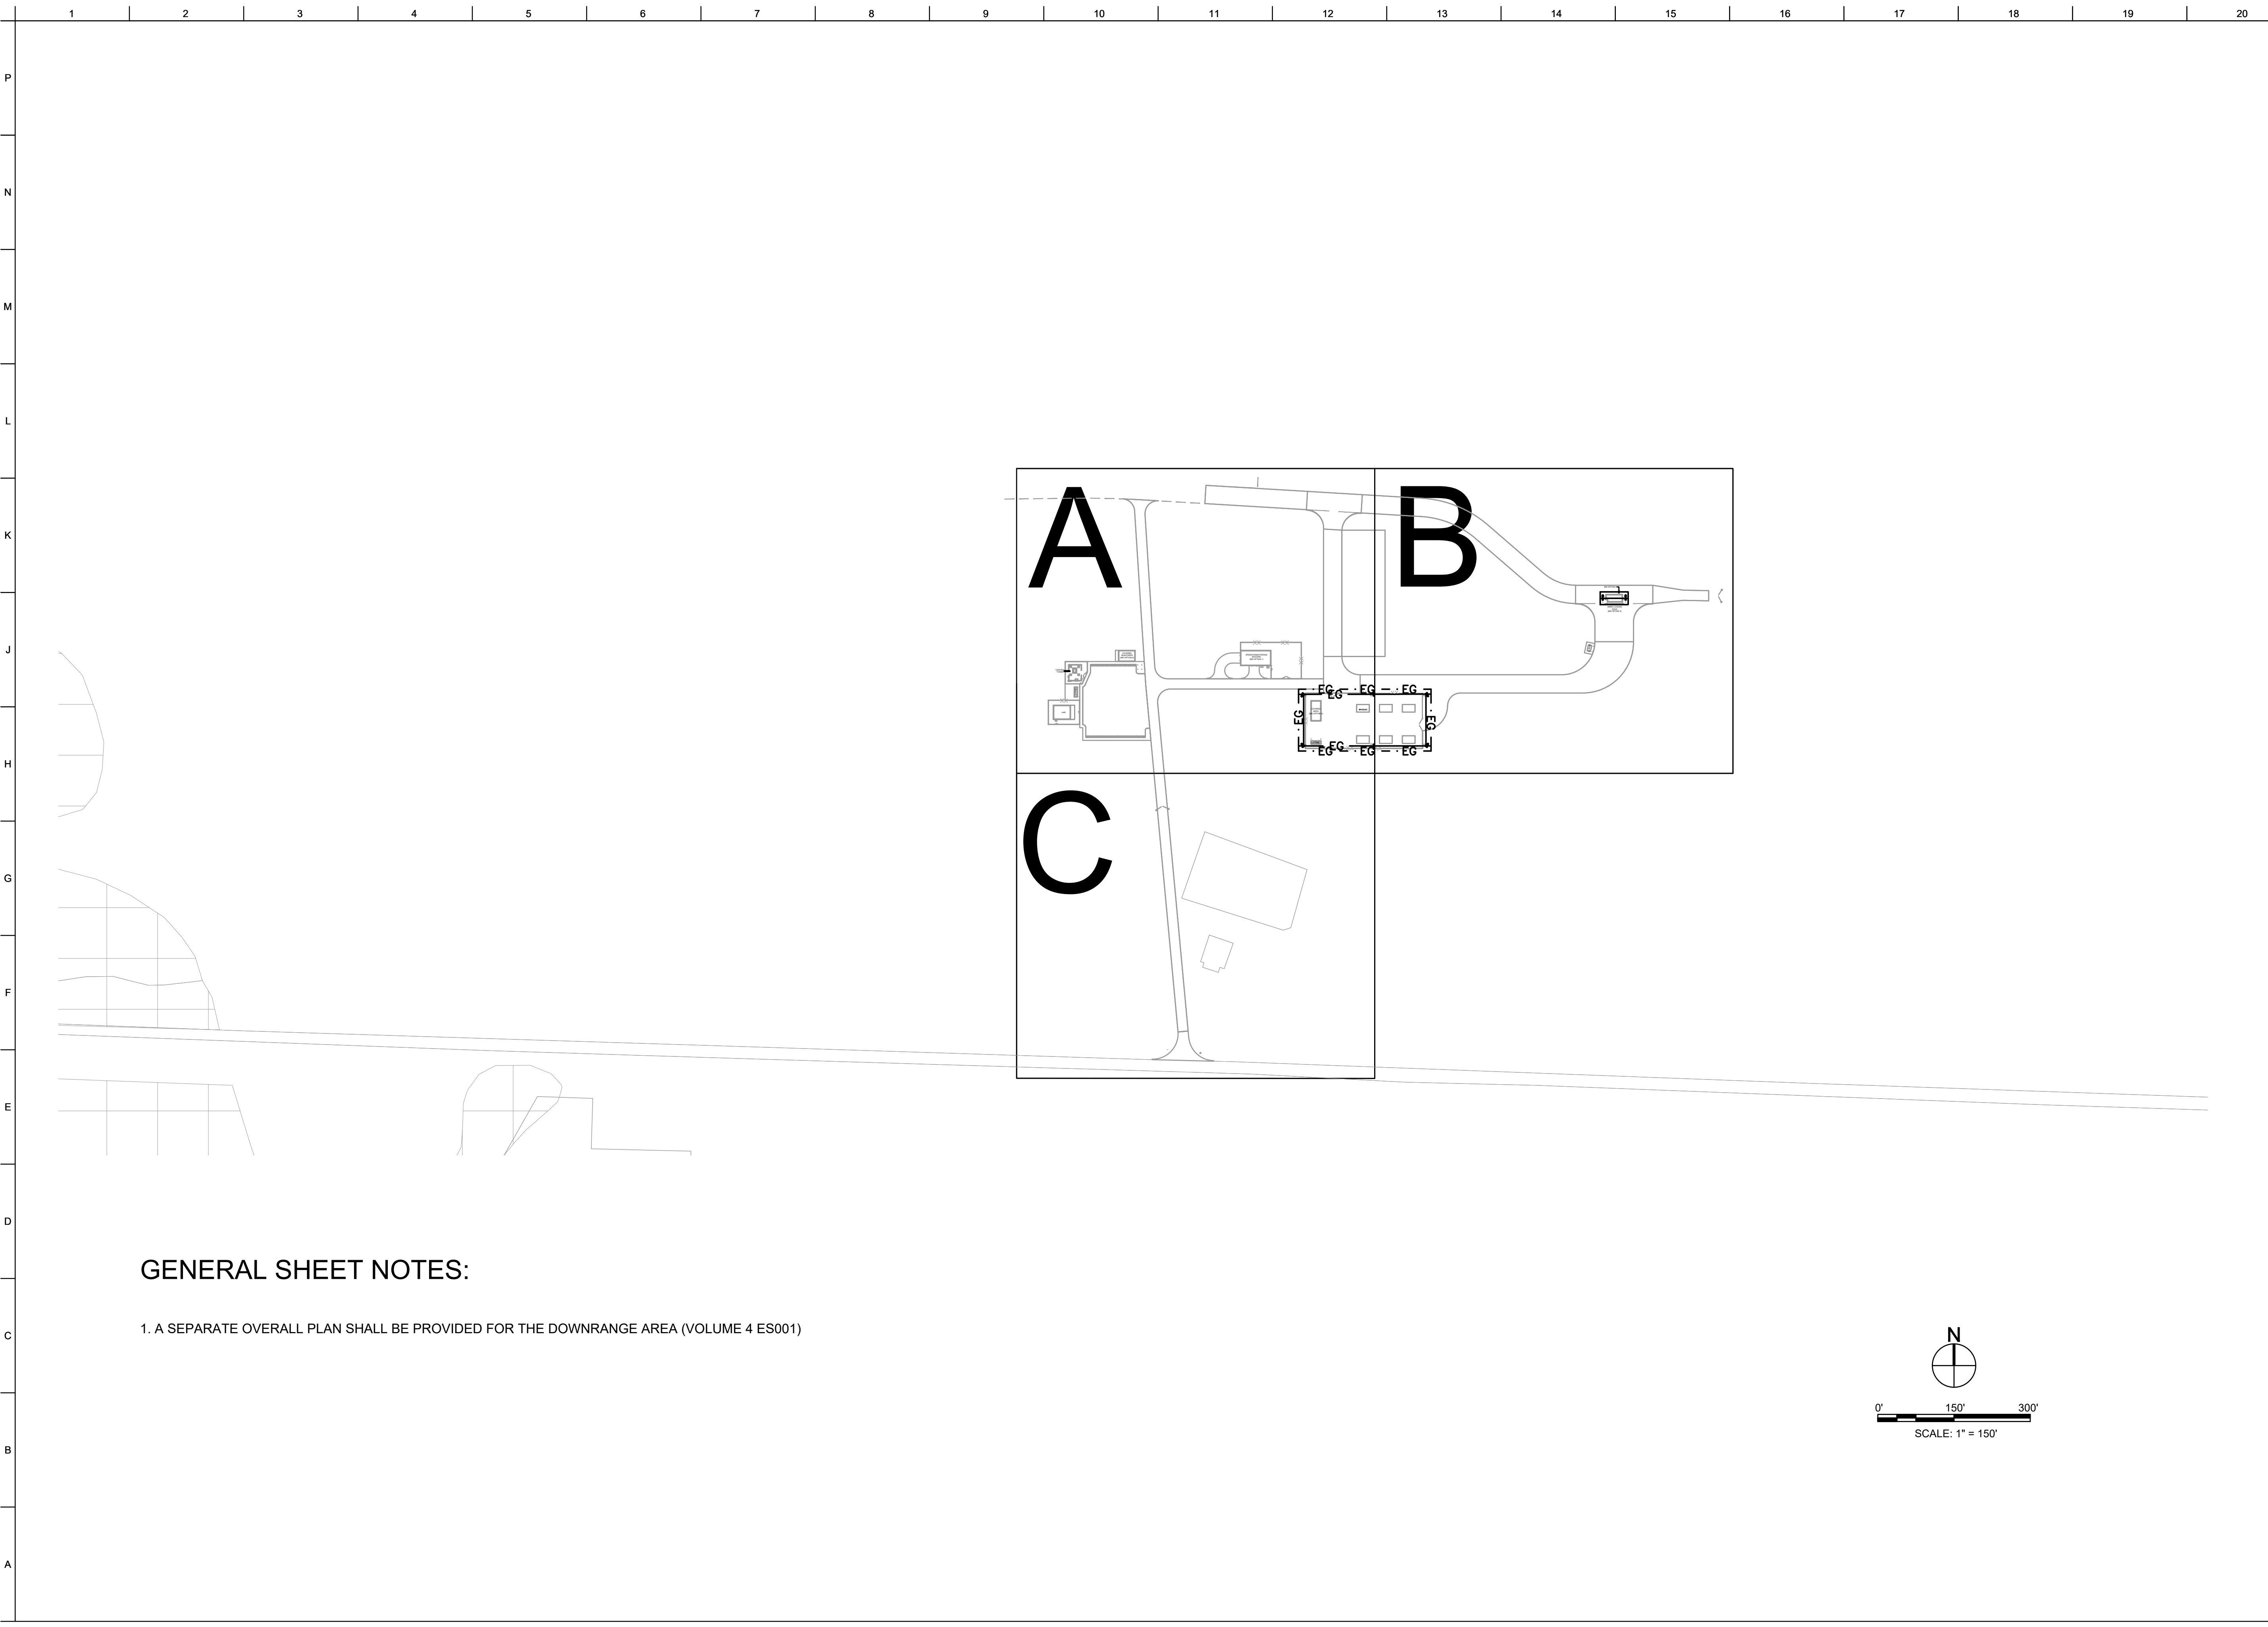 1 2 3 4 5 6 7 8 9 10 11 12 13 14 15 16 17 18 19 20
P
N
M
L
K
J
H
G
F
E
D
C
B
A
A
B
EG EG EG
EG
EG
EG
EG
EG EG EG
C
GENERAL SHEET NOTES:
1. A SEPARATE OVERALL PLAN SHALL BE PROVIDED FOR THE DOWNRANGE AREA (VOLUME 4 ES001)
N
0' 150' 300'
SCALE: 1" = 150'